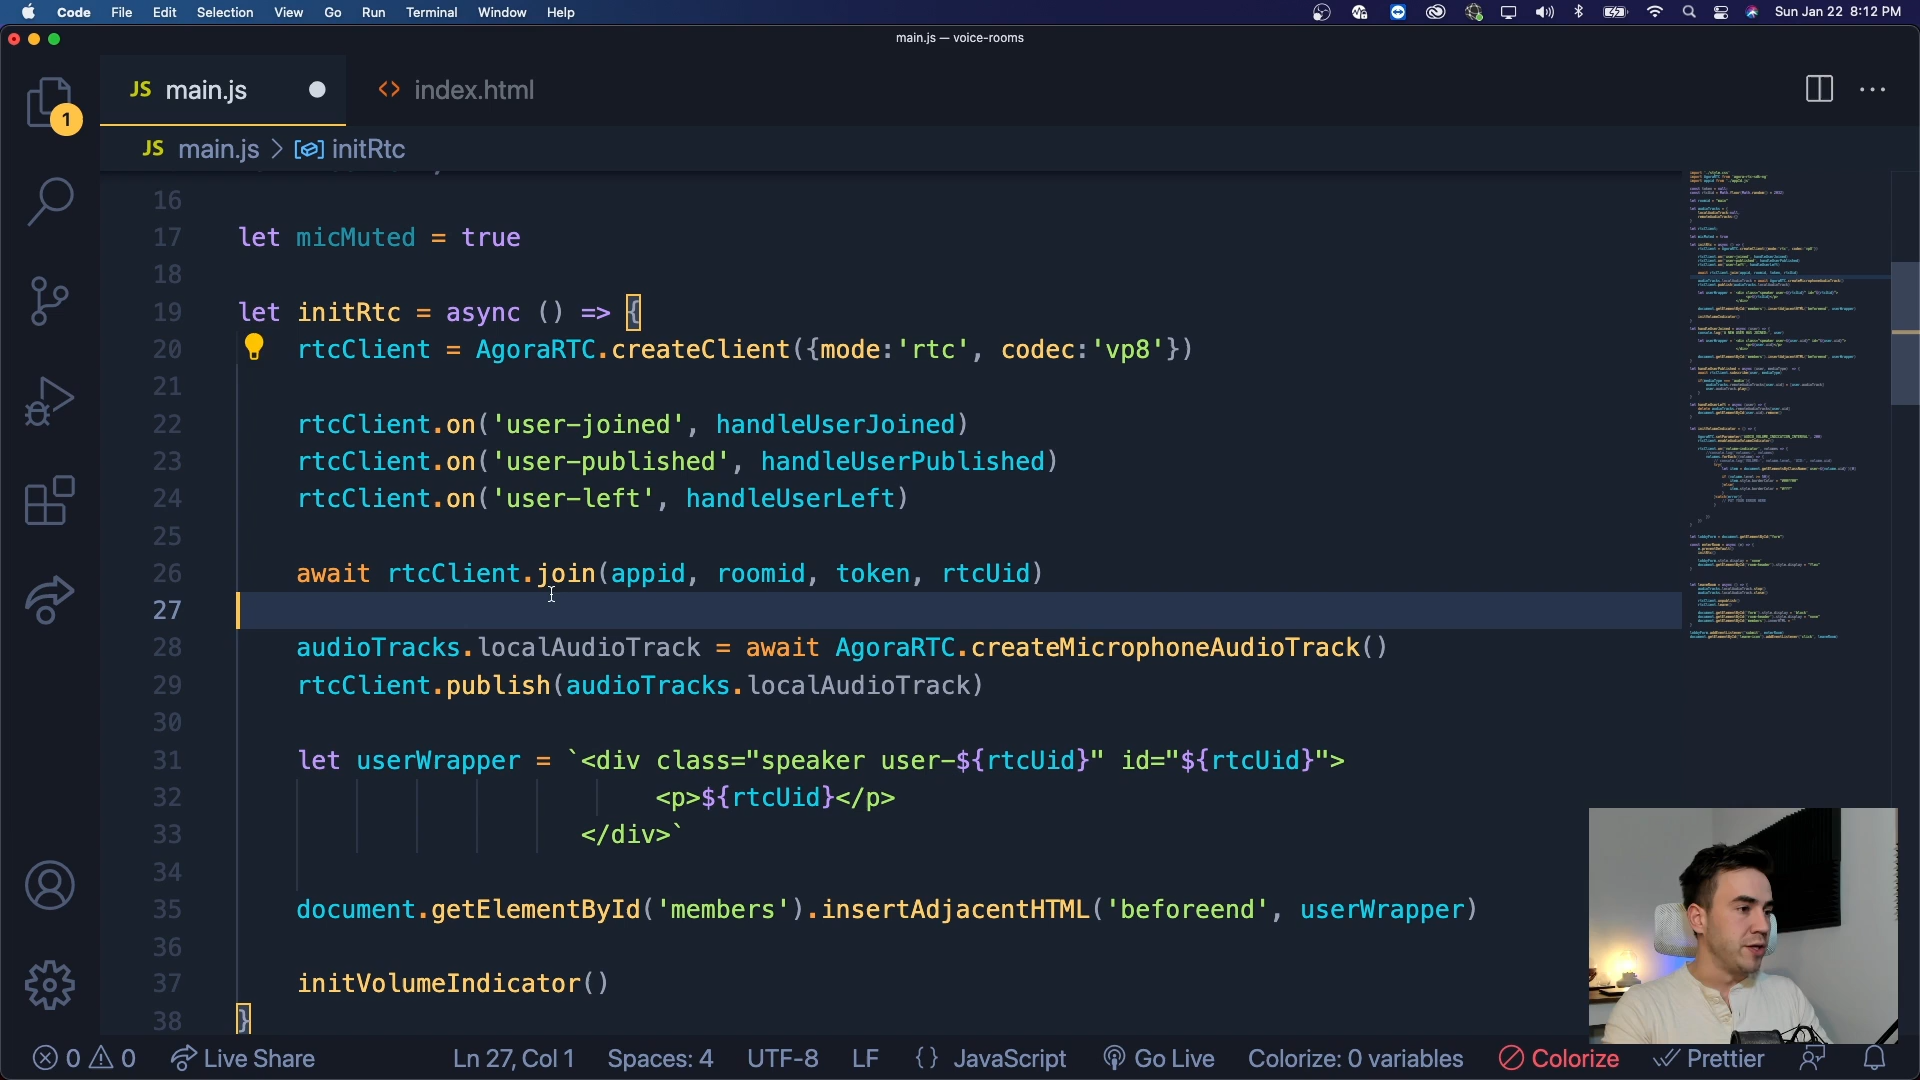 Code File Edit Selection View Go Run Terminal Window Help Sun Jan 22 8:12 PM
main.js — voice-rooms
JS main.js index.html
1
JS main.js > initRtc
16
17 let micMuted = true
18
19 let initRtc = async () => {
20 rtcClient = AgoraRTC.createClient({mode:'rtc', codec:'vp8'})
21
22 rtcClient.on('user-joined', handleUserJoined)
23 rtcClient.on('user-published', handleUserPublished)
24 rtcClient.on('user-left', handleUserLeft)
25
26 await rtcClient.join(appid, roomid, token, rtcUid)
27
28 audioTracks.localAudioTrack = await AgoraRTC.createMicrophoneAudioTrack()
29 rtcClient.publish(audioTracks.localAudioTrack)
30
31 let userWrapper = `<div class="speaker user-${rtcUid}" id="${rtcUid}">
32 <p>${rtcUid}</p>
33 </div>`
34
35 document.getElementById('members').insertAdjacentHTML('beforeend', userWrapper)
36
37 initVolumeIndicator()
38 }
0 0 Live Share Ln 27, Col 1 Spaces: 4 UTF-8 LF {} JavaScript Go Live Colorize: 0 variables Colorize Prettier